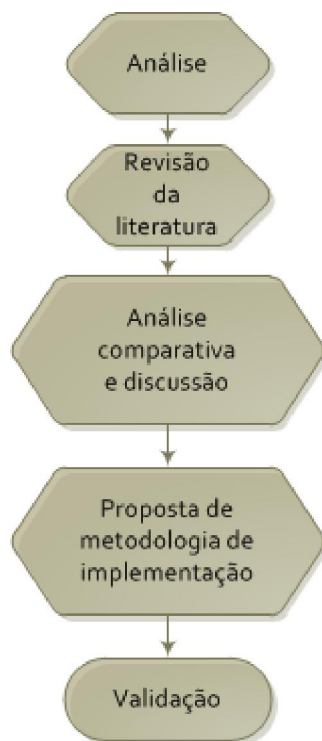 Análise
Revisão
da
literatura
Análise
comparativa
e discussão
Proposta de
metodologia de
implementação
Validação